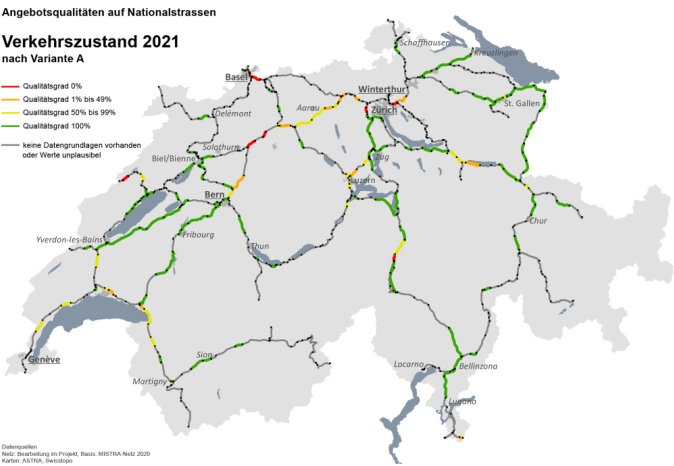 Angebotsqualitäten auf Nationalstrassen
Verkehrszustand 2021
nach Variante A
Qualitätsgrad 0%
Qualitätsgrad 1% bis 49%
Qualitätsgrad 50% bis 99%
Qualitätsgrad 100%
keine Datengrundlagen vorhanden
oder Werte unplausibel
Schaffhausen
Kreuzlingen
Basel
Winterthur
St. Gallen
Aarau
Zürich
Delémont
Solothurn
Biel/Bienne
Zug
Luzern
Bern
Chur
Yverdon-les-Bains
Fribourg
Thun
Genève
Sion
Martigny
Locarno
Bellinzona
Lugano
Datenquellen
Netz: Bearbeitung im Projekt, Basis: MISTRA-Netz 2020
Karten: ASTRA, Swisstopo